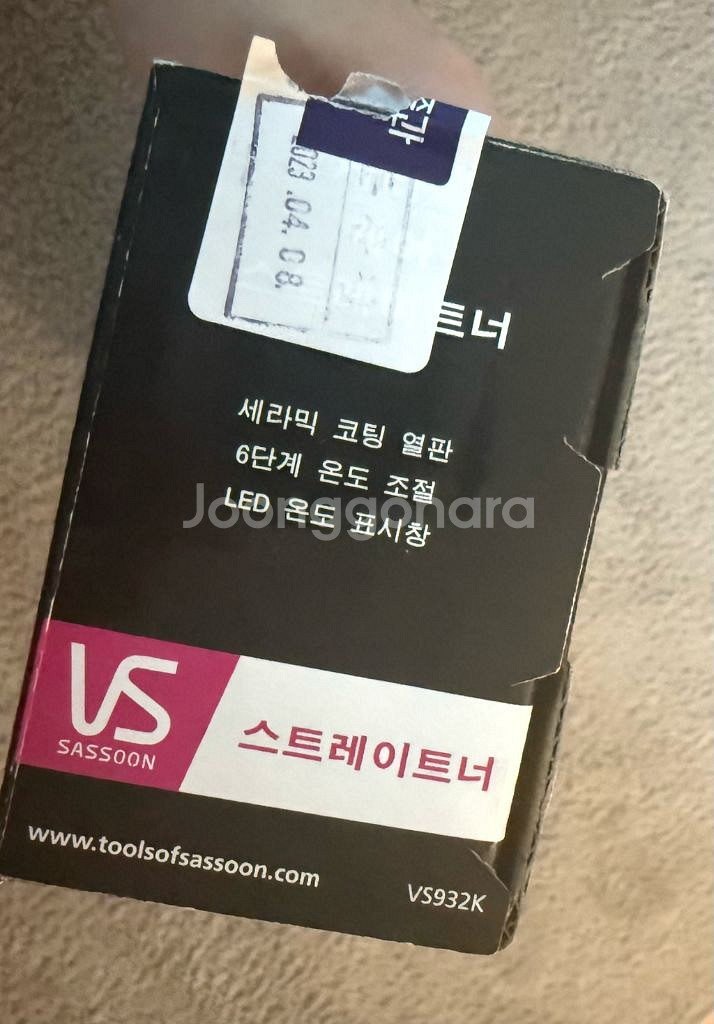 2023.04.08.
트너
세라믹 코팅 열판
6단계 온도 조절
LED 온도 표시창
Joonggonara
VS
SASSOON
스트레이트너
www.toolsofsassoon.com
VS932K